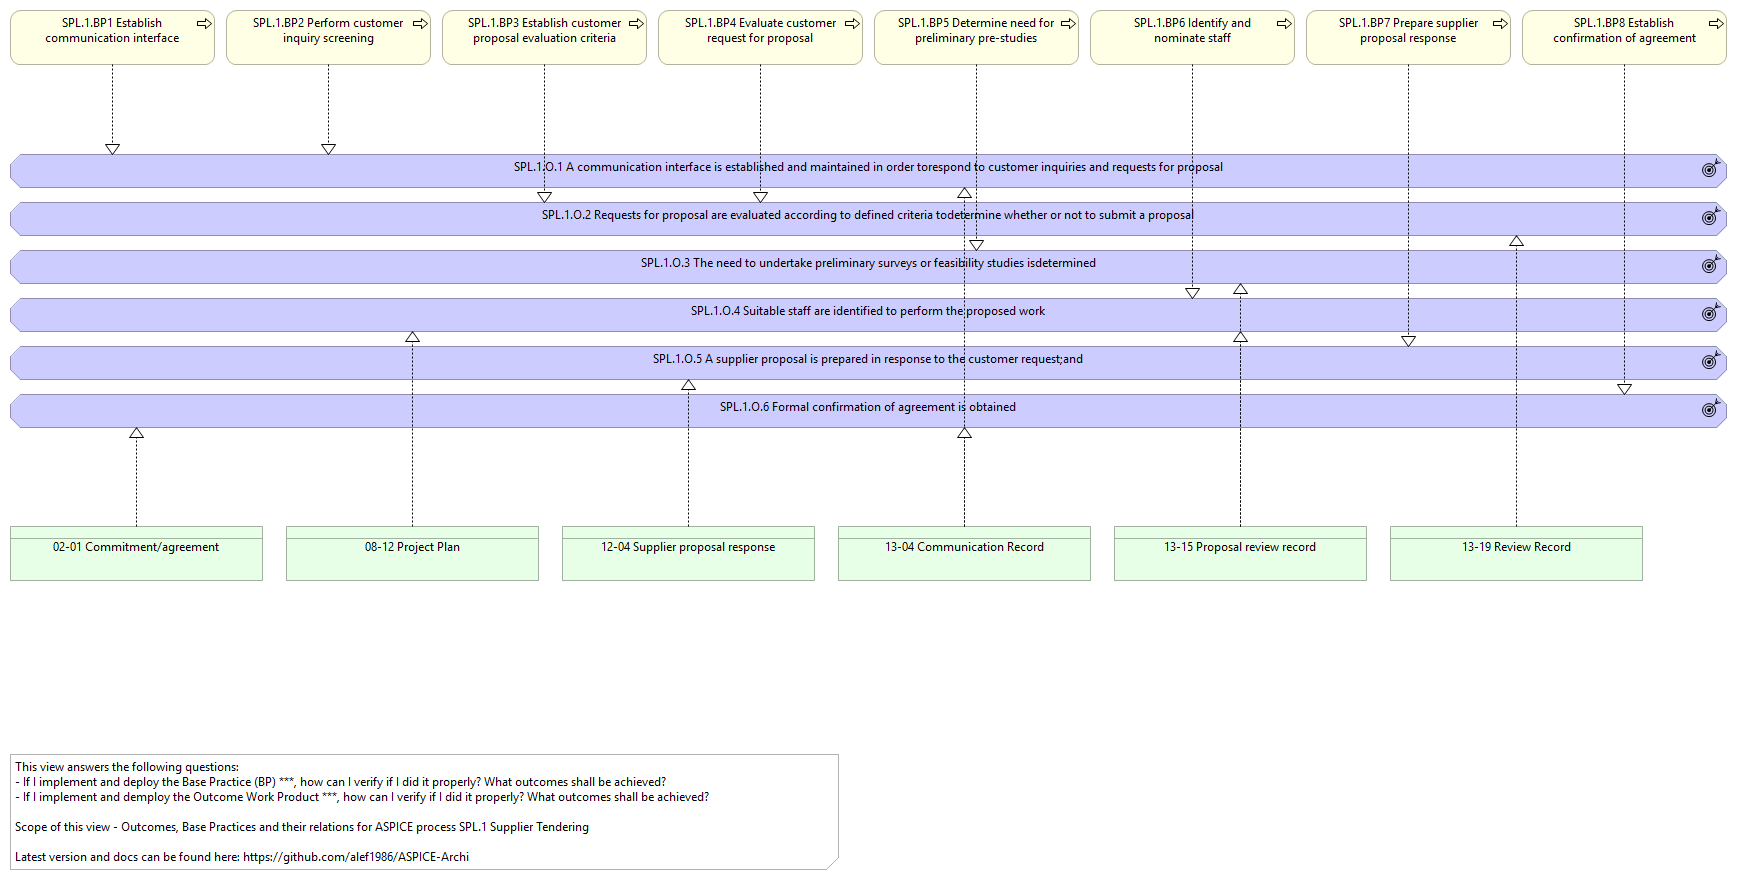 SPL.1.BP1 Establish
communication interface
SPL.1.BP2 Perform customer
inquiry screening
SPL.1.BP3 Establish customer
proposal evaluation criteria
SPL.1.BP4 Evaluate customer
request for proposal
SPL.1.BP5 Determine need for
preliminary pre-studies
SPL.1.BP6 Identify and
nominate staff
SPL.1.BP7 Prepare supplier
proposal response
SPL.1.BP8 Establish
confirmation of agreement
SPL.1.O.1 A communication interface is established and maintained in order torespond to customer inquiries and requests for proposal
SPL.1.O.2 Requests for proposal are evaluated according to defined criteria todetermine whether or not to submit a proposal
SPL.1.O.3 The need to undertake preliminary surveys or feasibility studies isdetermined
SPL.1.O.4 Suitable staff are identified to perform the proposed work
SPL.1.O.5 A supplier proposal is prepared in response to the customer request;and
SPL.1.O.6 Formal confirmation of agreement is obtained
02-01 Commitment/agreement
08-12 Project Plan
12-04 Supplier proposal response
13-04 Communication Record
13-15 Proposal review record
13-19 Review Record
This view answers the following questions:
- If I implement and deploy the Base Practice (BP) ***, how can I verify if I did it properly? What outcomes shall be achieved?
- If I implement and demploy the Outcome Work Product ***, how can I verify if I did it properly? What outcomes shall be achieved?
Scope of this view - Outcomes, Base Practices and their relations for ASPICE process SPL.1 Supplier Tendering
Latest version and docs can be found here: https://github.com/alef1986/ASPICE-Archi